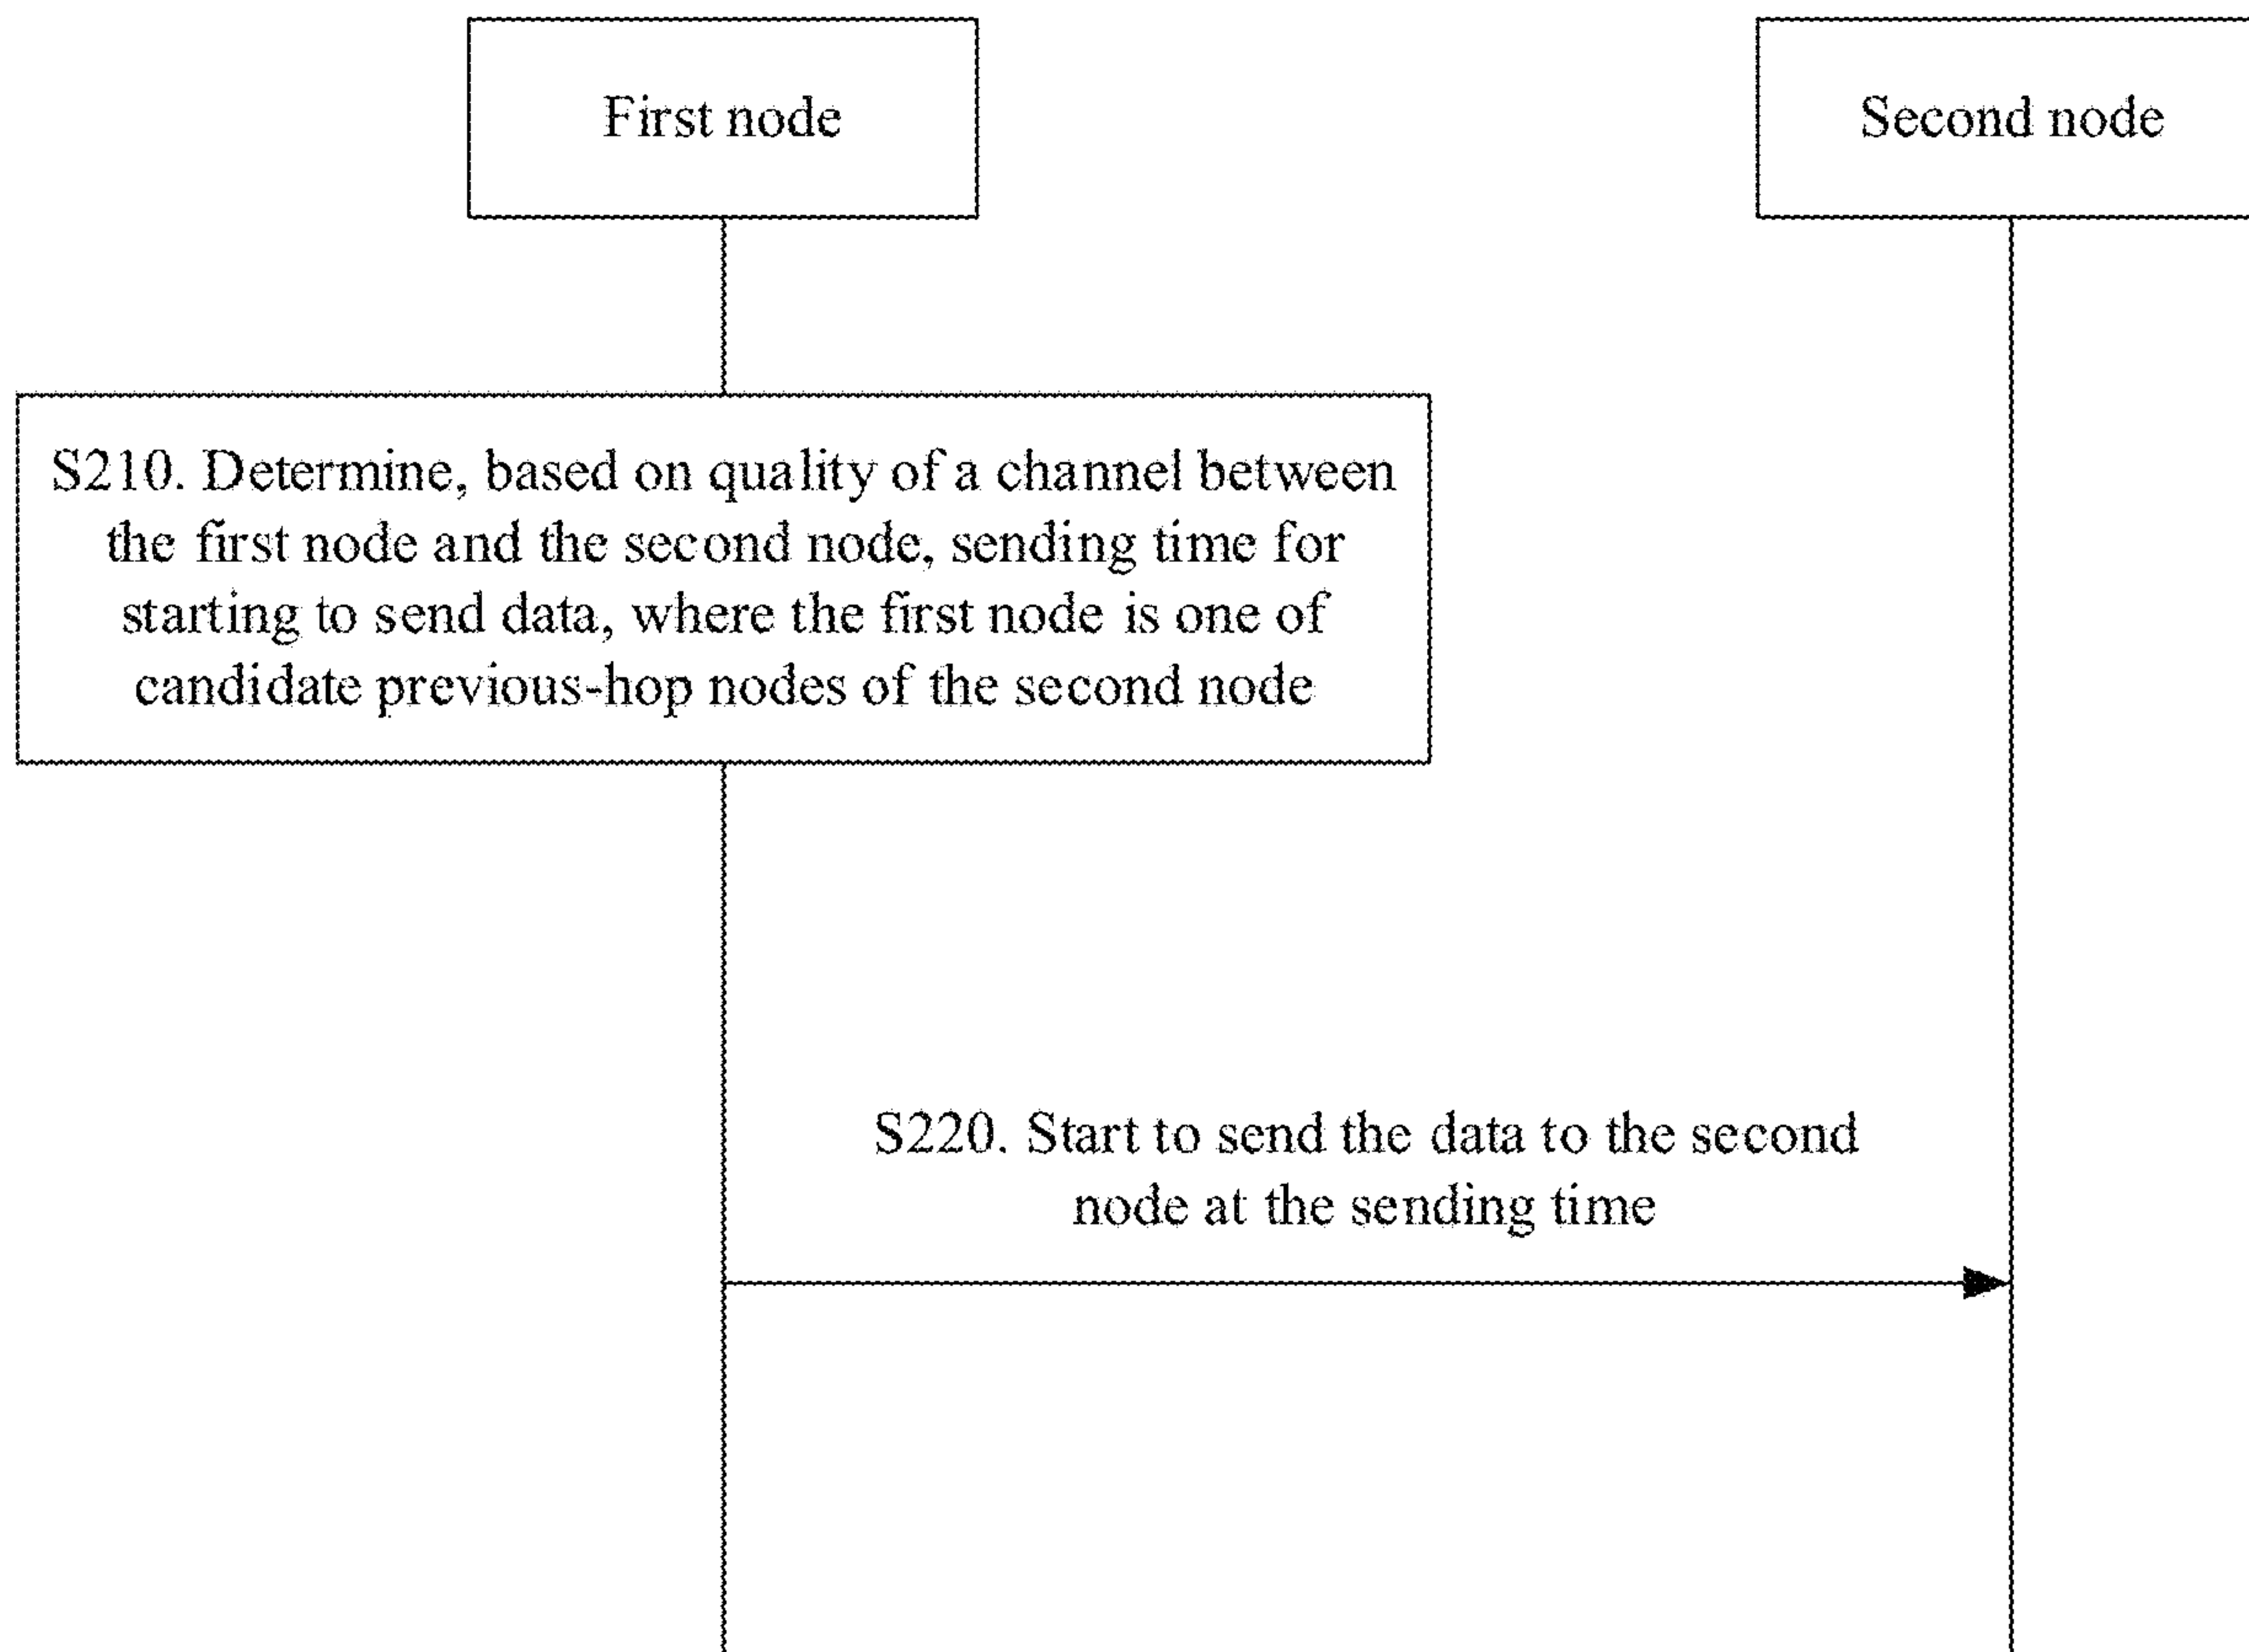 First node
Second node
S210. Determine, based on quality of a channel between
the first node and the second node, sending time for
starting to send data, where the first node is one of
candidate previous-hop nodes of the second node
S220. Start to send the data to the second
node at the sending time